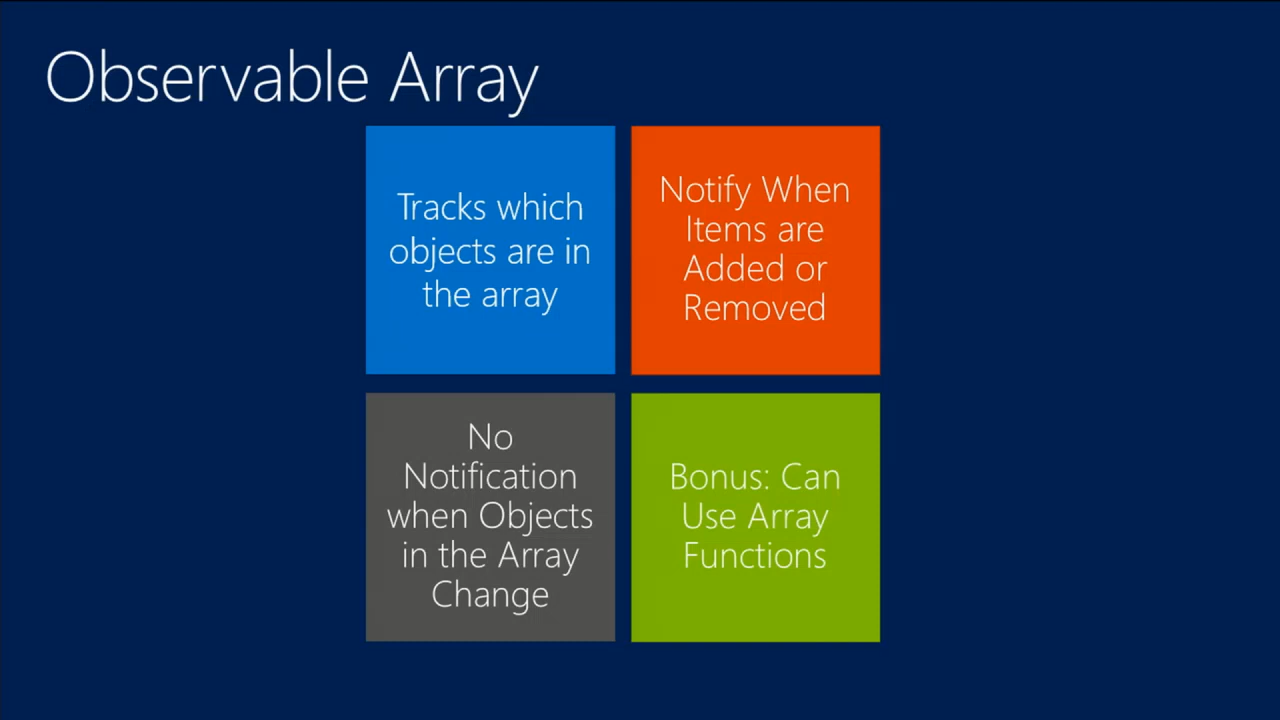 Observable Array
Tracks which
objects are in
the array
Notify When
Items are
Added or
Removed
No
Notification
when Objects
in the Array
Change
Bonus: Can
Use Array
Functions